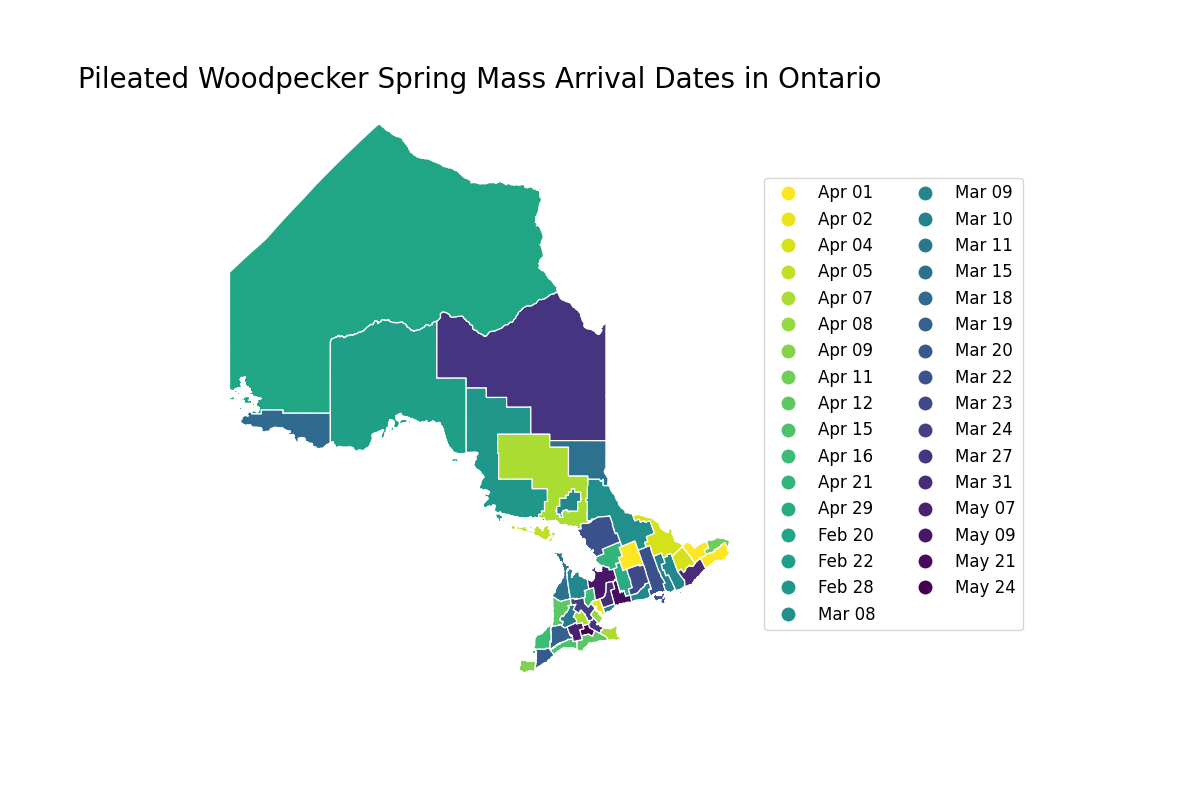 Pileated Woodpecker Spring Mass Arrival Dates in Ontario
Apr 01
Apr 02
Apr 04
Apr 05
Apr 07
Apr 08
Apr 09
Apr 11
Apr 12
Apr 15
Apr 16
Apr 21
Apr 29
Feb 20
Feb 22
Feb 28
Mar 08
Mar 09
Mar 10
Mar 11
Mar 15
Mar 18
Mar 19
Mar 20
Mar 22
Mar 23
Mar 24
Mar 27
Mar 31
May 07
May 09
May 21
May 24